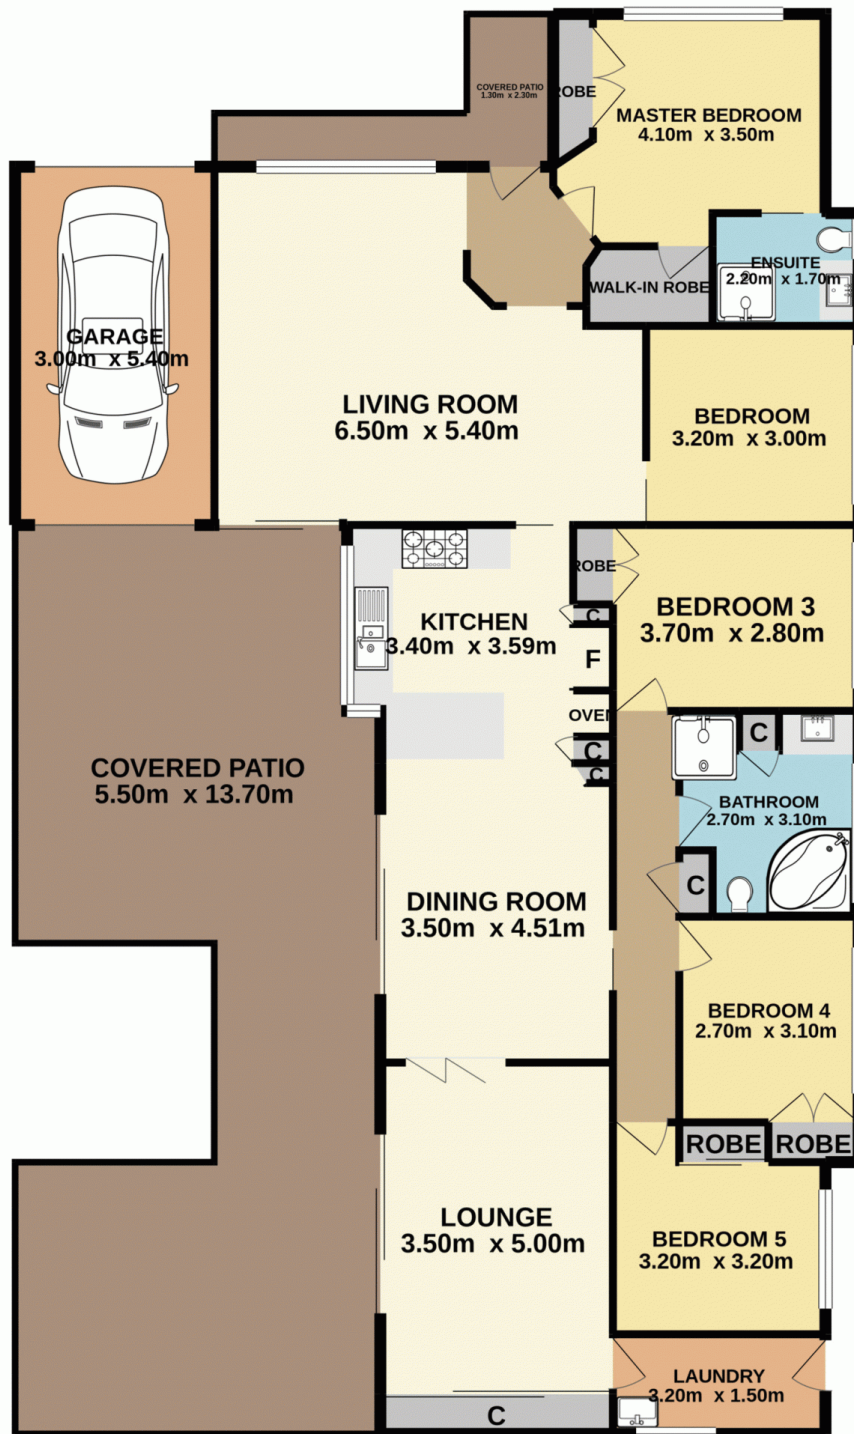 COVERED PATIO
1.30m x 2.30m
ROBE
MASTER BEDROOM
4.10m x 3.50m
ENSUITE
2.20m x 1.70m
WALK-IN ROBE
GARAGE
3.00m x 5.40m
LIVING ROOM
6.50m x 5.40m
BEDROOM
3.20m x 3.00m
ROBE
BEDROOM 3
3.70m x 2.80m
C
KITCHEN
3.40m x 3.59m
F
OVEN
C
C
C
COVERED PATIO
5.50m x 13.70m
BATHROOM
2.70m x 3.10m
C
DINING ROOM
3.50m x 4.51m
BEDROOM 4
2.70m x 3.10m
ROBE
ROBE
LOUNGE
3.50m x 5.00m
BEDROOM 5
3.20m x 3.20m
LAUNDRY
3.20m x 1.50m
C